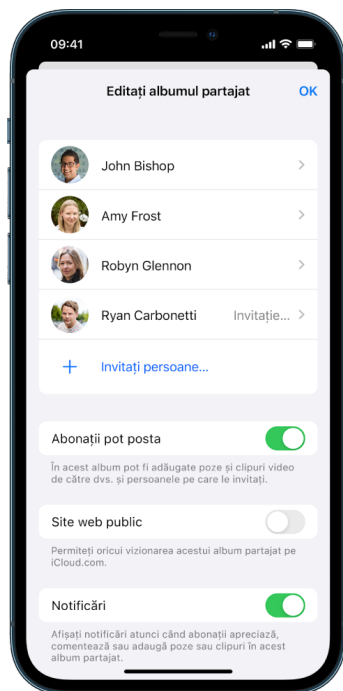 09:41
Editați albumul partajat OK
John Bishop
Amy Frost
Robyn Glennon
Ryan Carbonetti Invitație...
Invitați persoane...
Abonații pot posta
În acest album pot fi adăugate poze și clipuri video
de către dvs. și persoanele pe care le invitați.
Site web public
Permiteți oricui vizionarea acestui album partajat pe
iCloud.com.
Notificări
Afișați notificări atunci când abonații apreciază,
comentează sau adaugă poze sau clipuri în acest
album partajat.